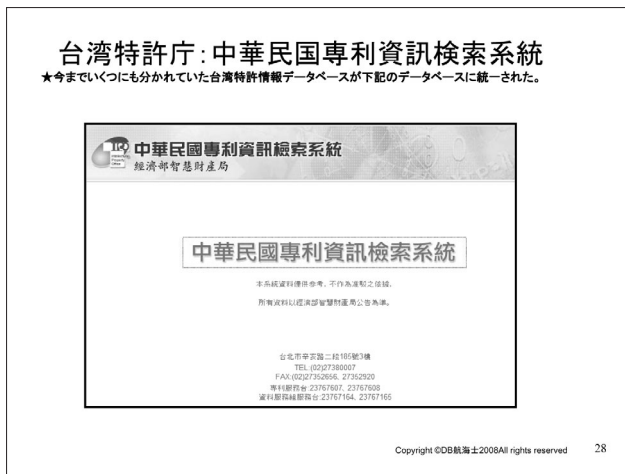 台湾特許庁:中華民国専利資訊検索系統
★今までいくつにも分かれていた台湾特許情報データベースが下記のデータベースに統一された。
中華民國專利資訊檢索系統
經濟部智慧財產局
中華民國專利資訊檢索系統
本系統資料僅供參考，不作為准駁之依據，
所有資料以經濟部智慧財產局公告為準。
台北市辛亥路二段185號3樓
TEL:(02)27380007
FAX:(02)27352656, 27352920
專利服務台:23767607, 23767608
資料服務組服務台:23767164, 23767165
Copyright ©DB航海士2008All rights reserved
28